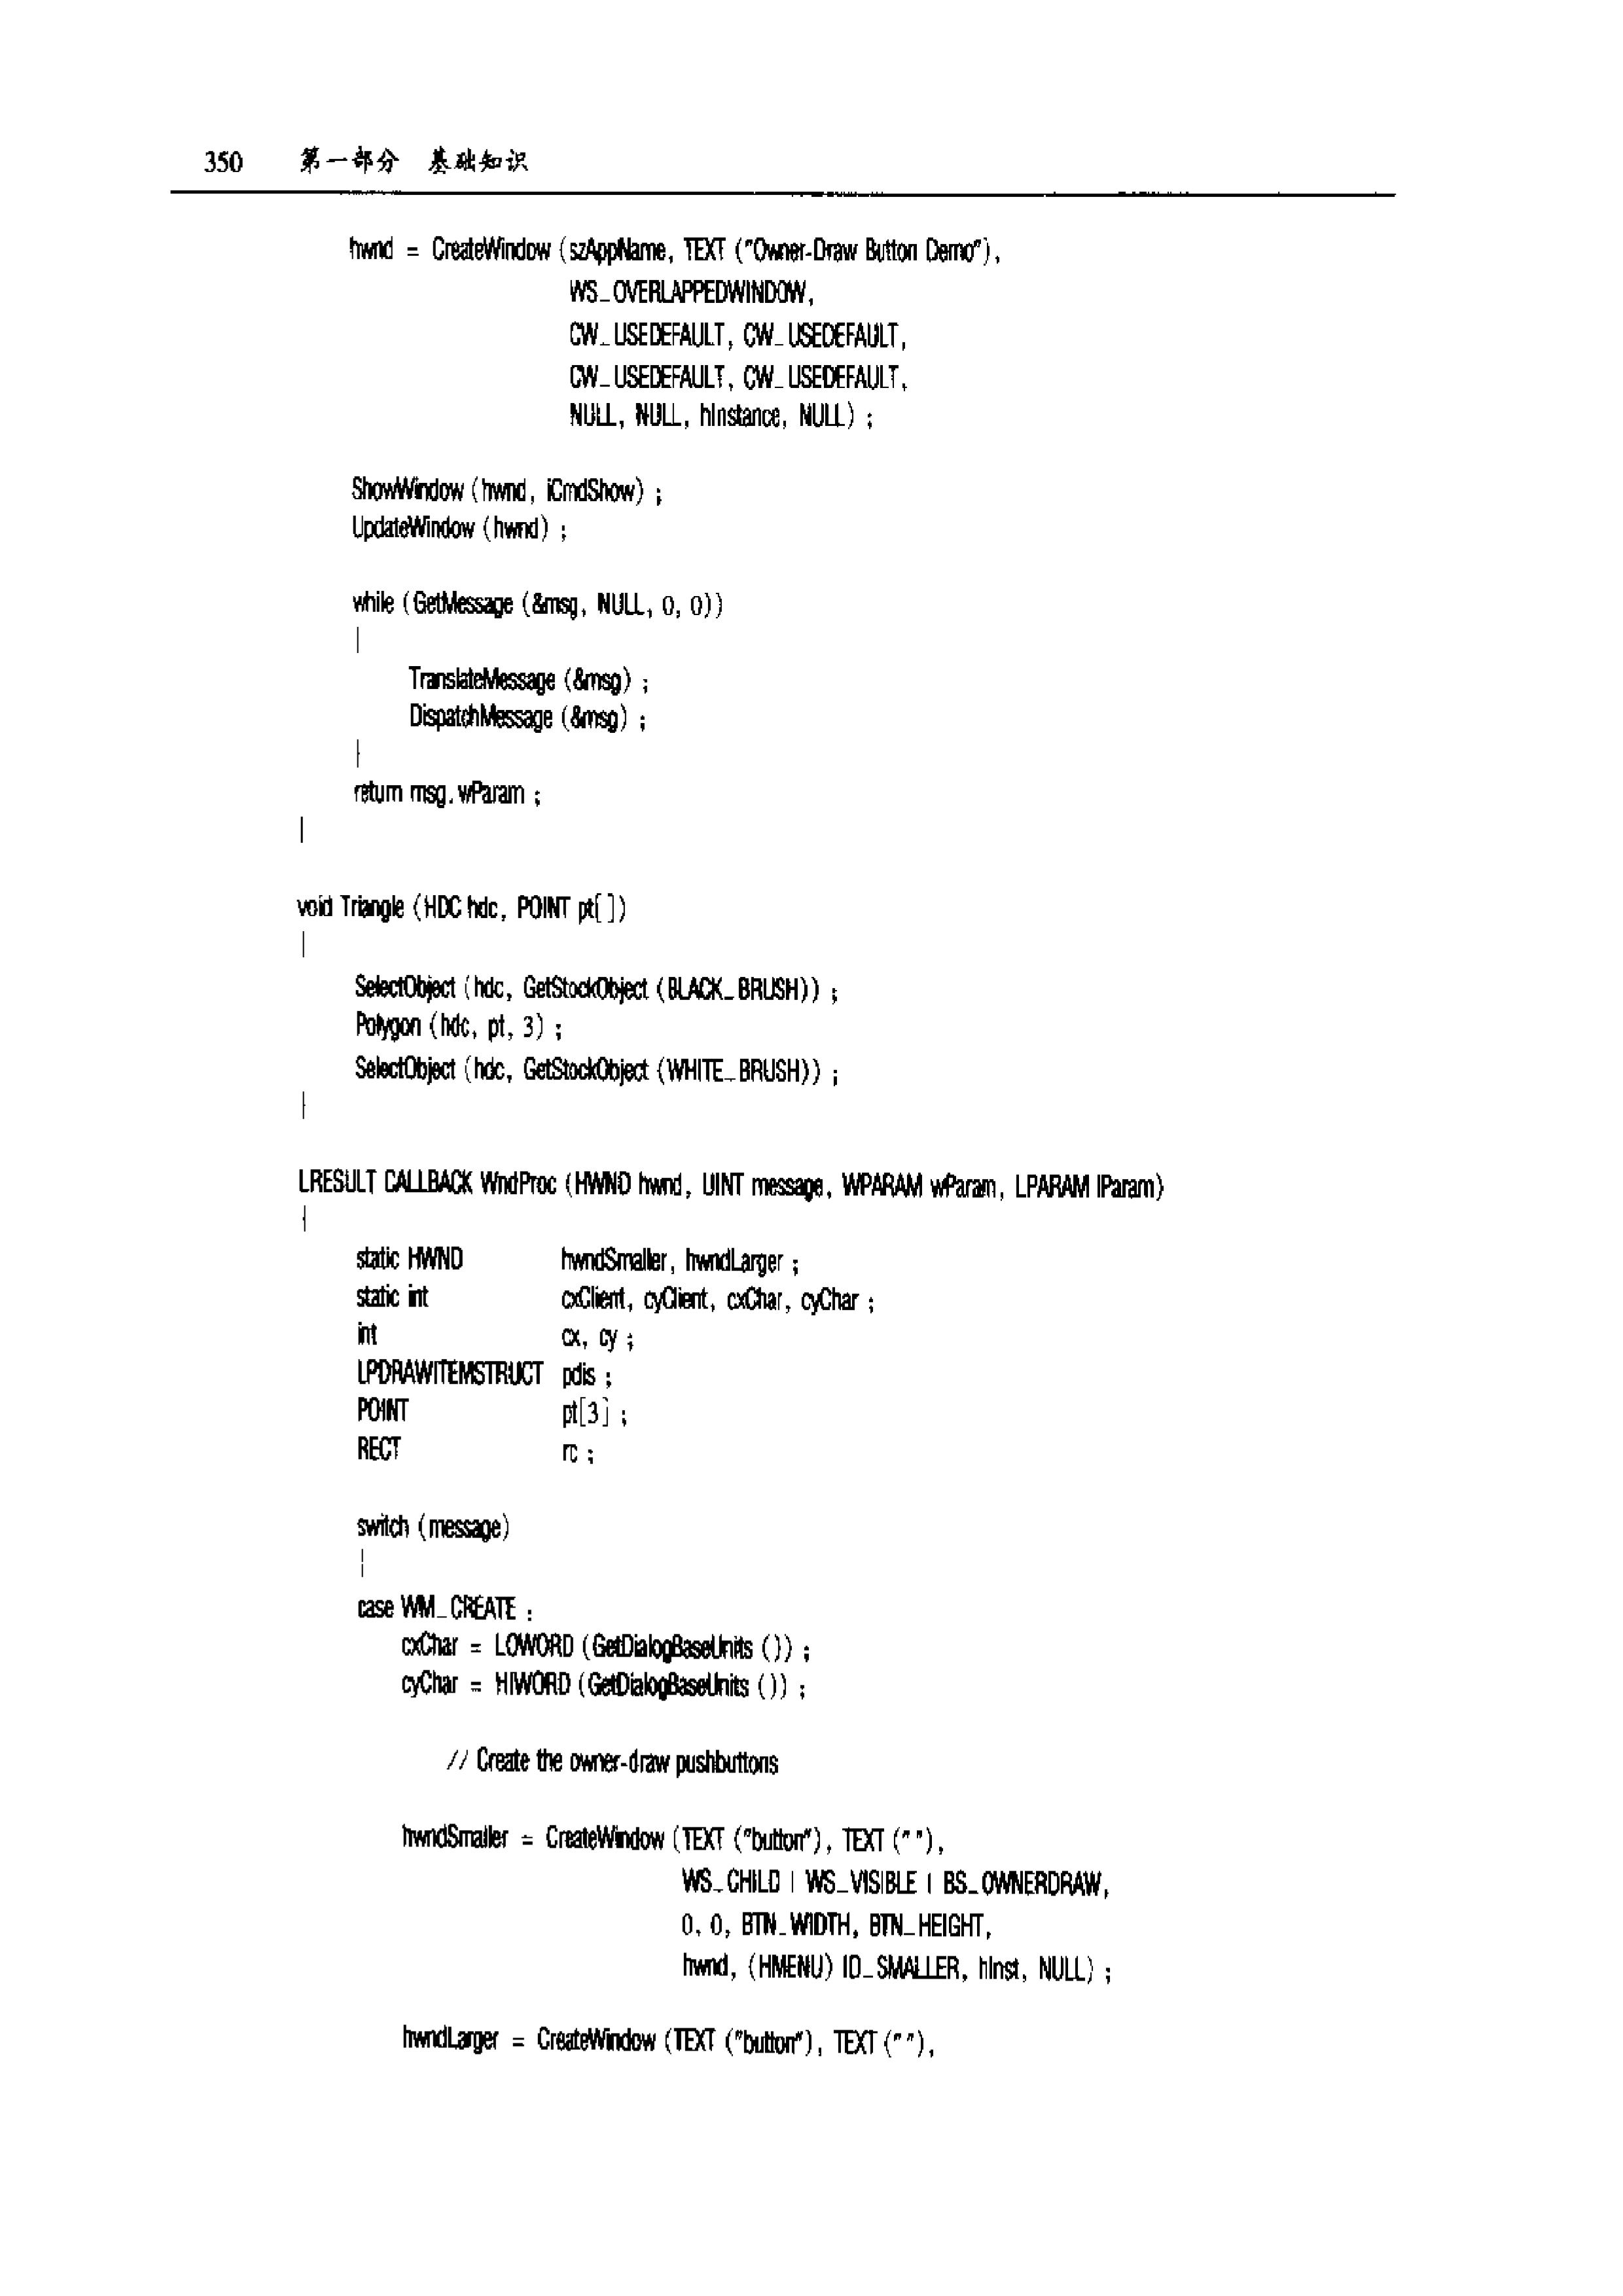 350 第一部分 基础知识
hwnd = CreateWindow (szAppName, TEXT ("Owner-Draw Button Demo"),
WS_OVERLAPPEDWINDOW,
CW_USEDEFAULT, CW_USEDEFAULT,
CW_USEDEFAULT, CW_USEDEFAULT,
NULL, NULL, hInstance, NULL) ;
ShowWindow (hwnd, iCmdShow) ;
UpdateWindow (hwnd) ;
while (GetMessage (&msg, NULL, 0, 0))
{
TranslateMessage (&msg) ;
DispatchMessage (&msg) ;
}
return msg.wParam ;
}
void Triangle (HDC hdc, POINT pt[ ])
{
SelectObject (hdc, GetStockObject (BLACK_BRUSH)) ;
Polygon (hdc, pt, 3) ;
SelectObject (hdc, GetStockObject (WHITE_BRUSH)) ;
}
LRESULT CALLBACK WndProc (HWND hwnd, UINT message, WPARAM wParam, LPARAM lParam)
{
static HWND hwndSmaller, hwndLarger ;
static int cxClient, cyClient, cxChar, cyChar ;
int cx, cy ;
LPDRAWITEMSTRUCT pdis ;
POINT pt[3] ;
RECT rc ;
switch (message)
{
case WM_CREATE :
cxChar = LOWORD (GetDialogBaseUnits ()) ;
cyChar = HIWORD (GetDialogBaseUnits ()) ;
// Create the owner-draw pushbuttons
hwndSmaller = CreateWindow (TEXT ("button"), TEXT (" "),
WS_CHILD | WS_VISIBLE | BS_OWNERDRAW,
0, 0, BTN_WIDTH, BTN_HEIGHT,
hwnd, (HMENU) ID_SMALLER, hInst, NULL) ;
hwndLarger = CreateWindow (TEXT ("button"), TEXT (" "),